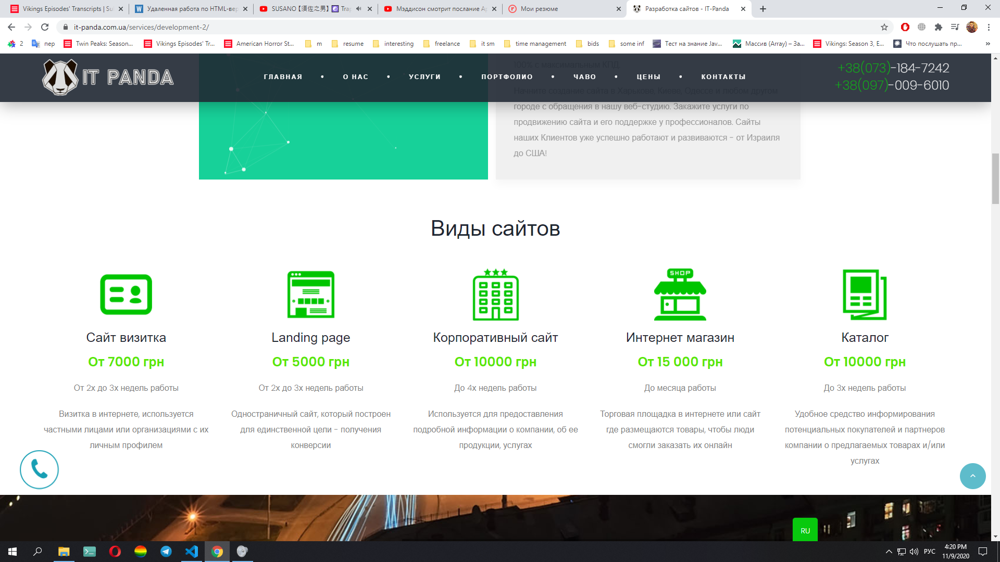 Vikings Episodes' Transcripts | Su
Удаленная работа по HTML-вер
SUSANO 【須佐之男】
Мэддисон смотрит послание
Мои резюме
Разработка сайтов - IT-Panda
it-panda.com.ua/services/development-2/
2
пер
Twin Peaks: Season...
Vikings Episodes' Tr...
American Horror St...
m
resume
interesting
freelance
it sm
time management
bids
some inf
Тест на знание Jav...
Массив (Array) – За...
Vikings: Season 3, E...
Что послушать пр...
»
IT PANDA
ГЛАВНАЯ • О НАС • УСЛУГИ • ПОРТФОЛИО • ЧАВО • ЦЕНЫ • КОНТАКТЫ
+38(073)-184-7242
+38(097)-009-6010
100% с максимальным КПД
Начните создание сайта в Харькове, Киеве, Одессе и любом другом
городе с обращения в нашу веб-студию. Закажите услуги по
продвижению сайта и его поддержке у профессионалов. Сайты
наших Клиентов уже успешно работают и развиваются - от Израиля
до США!
Виды сайтов
Сайт визитка
От 7000 грн
От 2х до 3х недель работы
Визитка в интернете, используется
частными лицами или организациями с их
личным профилем
Landing page
От 5000 грн
От 2х до 3х недель работы
Одностраничный сайт, который построен
для единственной цели - получения
конверсии
Корпоративный сайт
От 10000 грн
До 4х недель работы
Используется для предоставления
подробной информации о компании, об ее
продукции, услугах
SHOP
Интернет магазин
От 15 000 грн
До месяца работы
Торговая площадка в интернете или сайт
где размещаются товары, чтобы люди
смогли заказать их онлайн
Каталог
От 10000 грн
До 3х недель работы
Удобное средство информирования
потенциальных покупателей и партнеров
компании о предлагаемых товарах и/или
услугах
RU
РУС
4:20 PM
11/9/2020